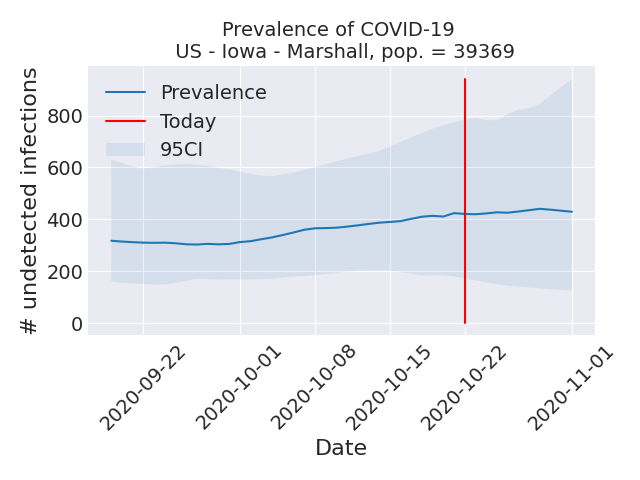 Prevalence of COVID-19
US - Iowa - Marshall, pop. = 39369
# undetected infections
800
600
400
200
0
Prevalence
Today
95CI
2020-09-22
2020-10-01
2020-10-08
2020-10-15
2020-10-22
2020-11-01
Date